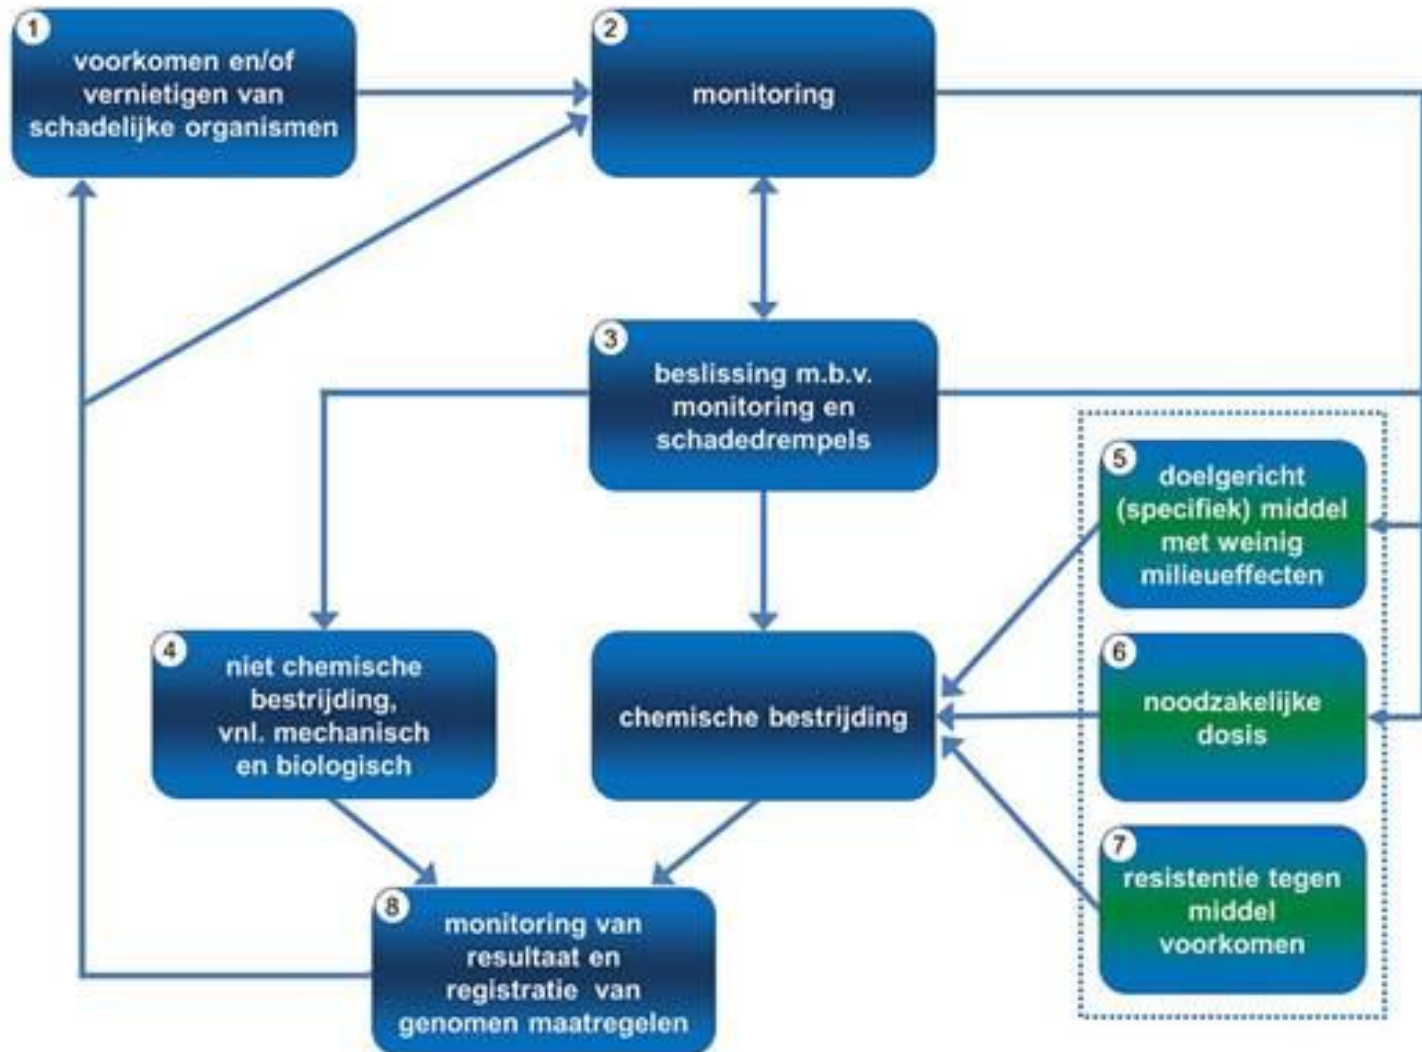 1
voorkomen en/of
vernietigen van
schadelijke organismen
2
monitoring
3
beslissing m.b.v.
monitoring en
schadedrempels
4
niet chemische
bestrijding,
vnl. mechanisch
en biologisch
chemische bestrijding
5
doelgericht
(specifiek) middel
met weinig
milieueffecten
6
noodzakelijke
dosis
7
resistentie tegen
middel
voorkomen
8
monitoring van
resultaat en
registratie van
genomen maatregelen